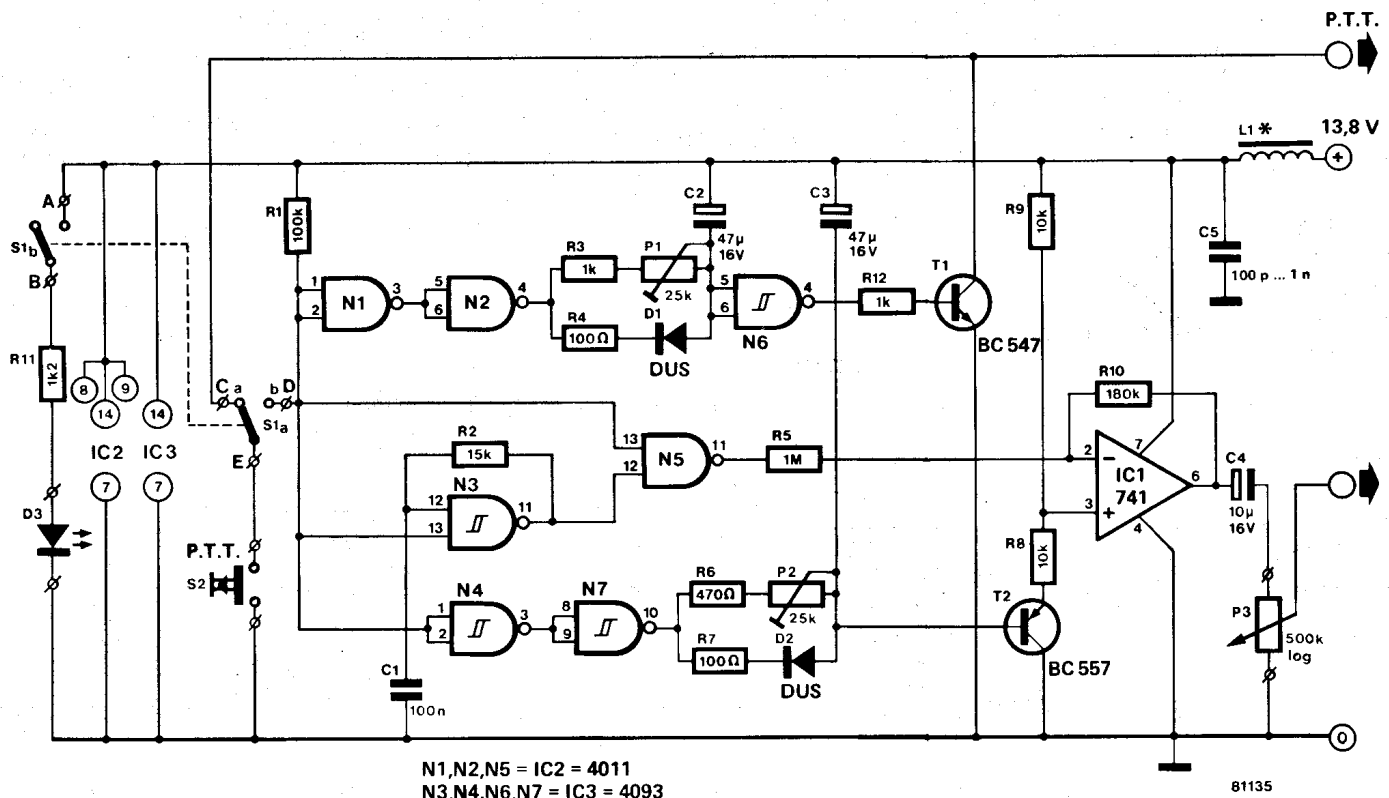 P.T.T.
L1 *
13,8 V
+
A
S1b
B
R1
100k
C2
47µ
16V
C3
47µ
16V
R9
10k
C5
100 p ... 1 n
1
2
N1
3
5
6
N2
4
R3
1k
P1
25k
R4
100Ω
D1
DUS
5
6
N6
4
R12
1k
T1
BC 547
R11
1k2
8
9
14
IC2
7
14
IC3
7
C a
b D
S1a
E
R2
15k
N3
12
13
11
13
12
N5
11
R5
1M
R10
180k
2
3
7
IC1
741
6
4
C4
10µ
16V
D3
P.T.T.
S2
N4
1
2
3
N7
8
9
10
R6
470Ω
P2
25k
R7
100Ω
D2
DUS
R8
10k
T2
BC 557
P3
500k
log
C1
100n
0
N1,N2,N5 = IC2 = 4011
N3,N4,N6,N7 = IC3 = 4093
81135